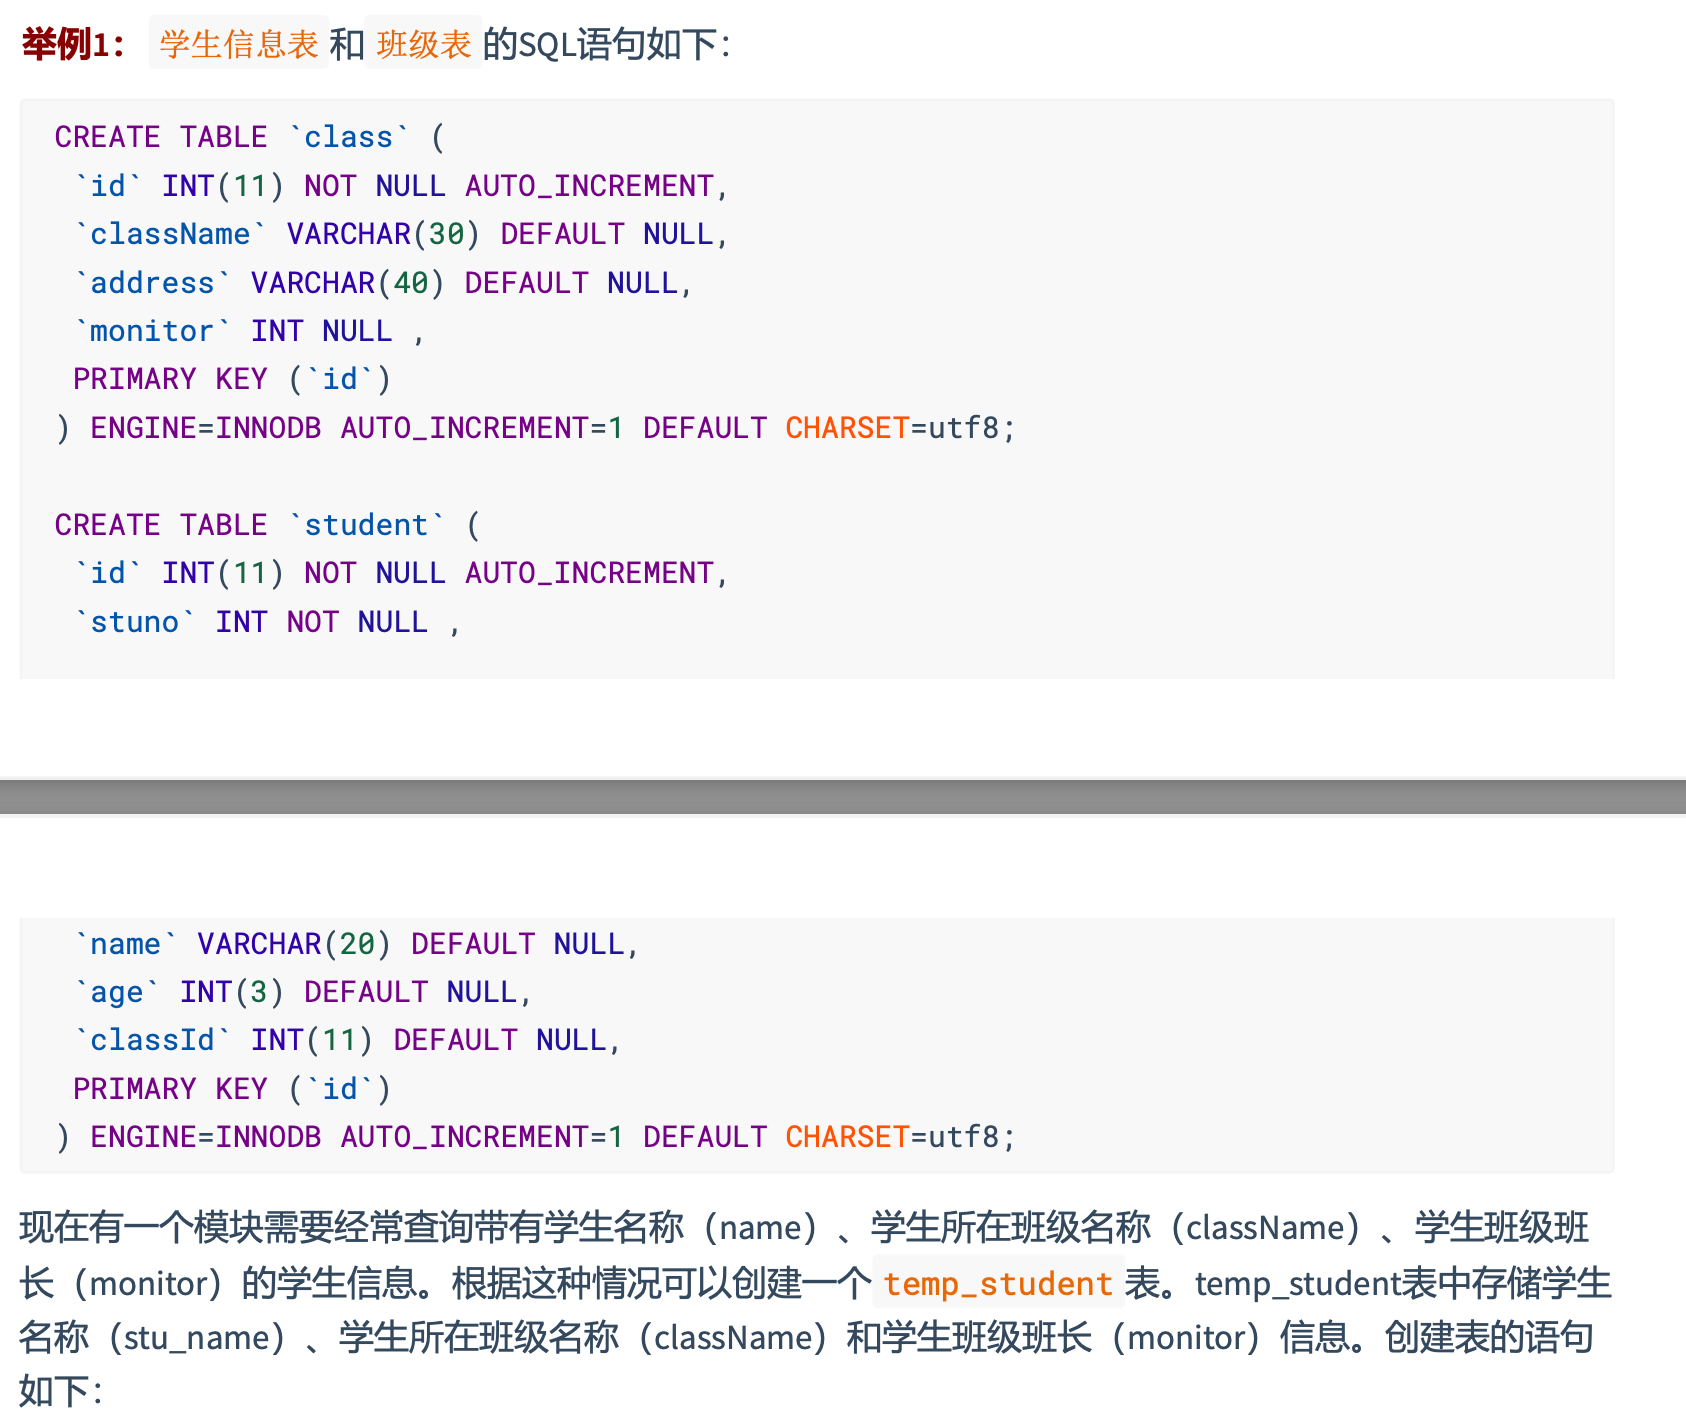 举例1： 学生信息表 和 班级表 的SQL语句如下：
CREATE TABLE `class` (
`id` INT(11) NOT NULL AUTO_INCREMENT,
`className` VARCHAR(30) DEFAULT NULL,
`address` VARCHAR(40) DEFAULT NULL,
`monitor` INT NULL ,
PRIMARY KEY (`id`)
) ENGINE=INNODB AUTO_INCREMENT=1 DEFAULT CHARSET=utf8;
CREATE TABLE `student` (
`id` INT(11) NOT NULL AUTO_INCREMENT,
`stuno` INT NOT NULL ,
`name` VARCHAR(20) DEFAULT NULL,
`age` INT(3) DEFAULT NULL,
`classId` INT(11) DEFAULT NULL,
PRIMARY KEY (`id`)
) ENGINE=INNODB AUTO_INCREMENT=1 DEFAULT CHARSET=utf8;
现在有一个模块需要经常查询带有学生名称（name）、学生所在班级名称（className）、学生班级班
长（monitor）的学生信息。根据这种情况可以创建一个 temp_student 表。temp_student表中存储学生
名称（stu_name）、学生所在班级名称（className）和学生班级班长（monitor）信息。创建表的语句
如下：